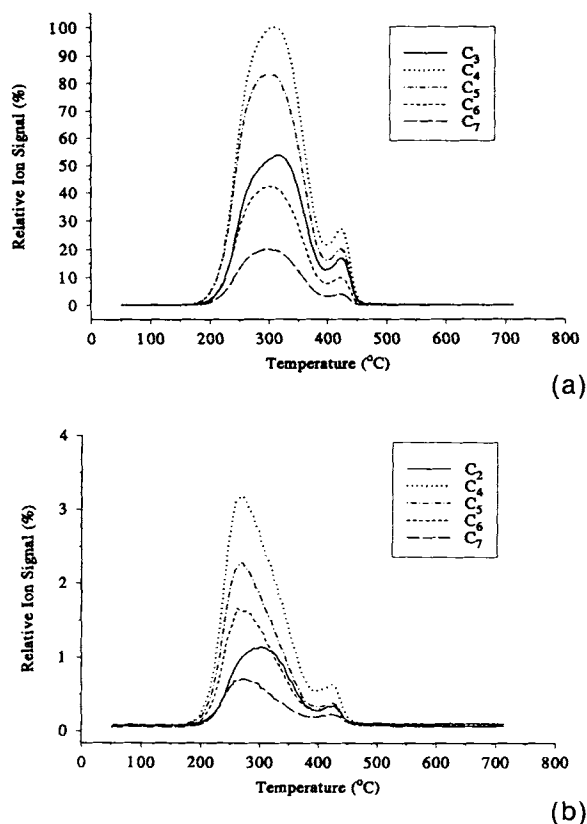 100
90
80
70
60
50
40
30
20
10
0
Relative Ion Signal (%)
C₃
C₄
C₅
C₆
C₇
0 100 200 300 400 500 600 700 800
Temperature (°C)
(a)
4
3
2
1
0
Relative Ion Signal (%)
C₂
C₄
C₅
C₆
C₇
0 100 200 300 400 500 600 700 800
Temperature (°C)
(b)